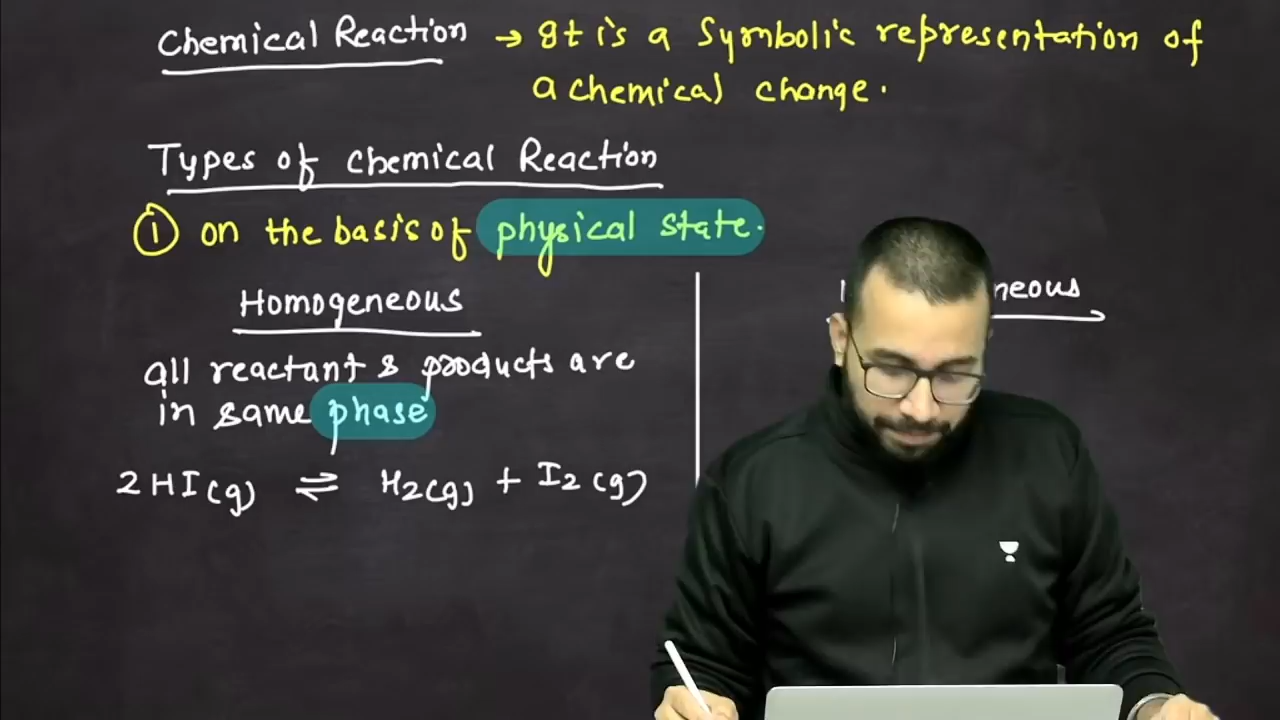 Chemical Reaction → It is a Symbolic representation of
a chemical change.
Types of chemical Reaction
① on the basis of physical state.
Homogeneous
all reactant & products are
in same phase
2HI(g) ⇌ H2(g) + I2(g)
neous